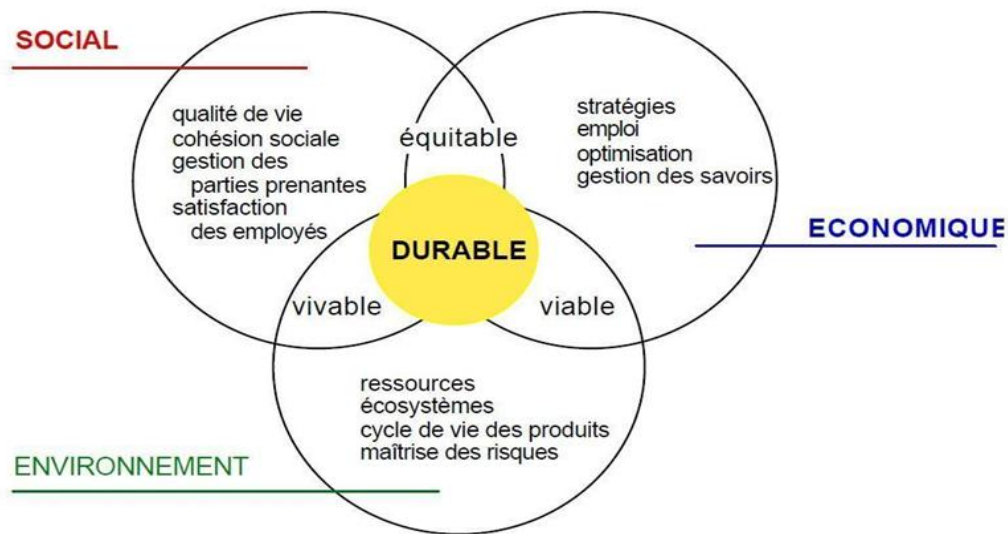 SOCIAL
qualité de vie
cohésion sociale
gestion des
parties prenantes
satisfaction
des employés
équitable
stratégies
emploi
optimisation
gestion des savoirs
ECONOMIQUE
DURABLE
vivable
viable
ressources
écosystèmes
cycle de vie des produits
maîtrise des risques
ENVIRONNEMENT